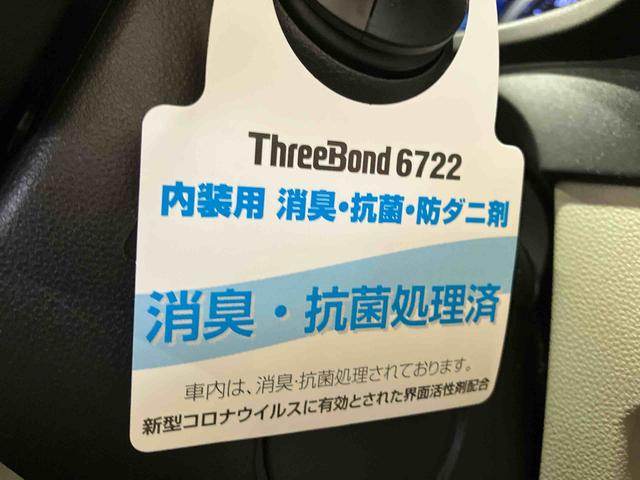 ThreeBond 6722
内装用 消臭・抗菌・防ダニ剤
消臭・抗菌処理済
車内は、消臭・抗菌処理されております。
新型コロナウイルスに有効とされた界面活性剤配合